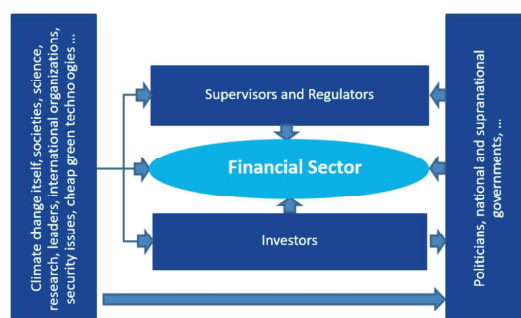 Climate change itself, societies, science,
research, leaders, international organizations,
security issues, cheap green technologies ...
Supervisors and Regulators
Financial Sector
Investors
Politicians, national and supranational
governments, ...